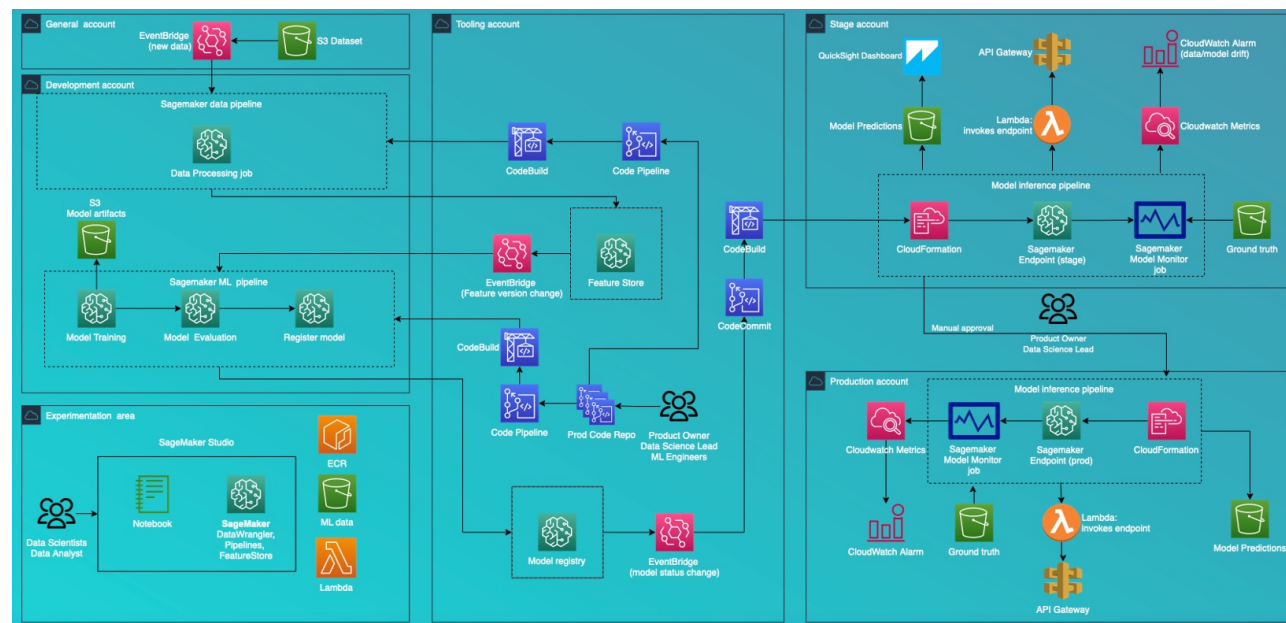 General account
EventBridge
(new data)
S3 Dataset
Development account
Sagemaker data pipeline
Data Processing job
S3
Model artifacts
Sagemaker ML pipeline
Model Training
Model Evaluation
Register model
Experimentation area
SageMaker Studio
Notebook
SageMaker
DataWrangler,
Pipelines,
FeatureStore
ECR
ML data
Lambda
Data Scientists
Data Analyst
Tooling account
CodeBuild
Code Pipeline
EventBridge
(Feature version change)
Feature Store
CodeBuild
CodeCommit
CodeBuild
Code Pipeline
Prod Code Repo
Product Owner
Data Science Lead
ML Engineers
Model registry
EventBridge
(model status change)
Stage account
QuickSight Dashboard
API Gateway
CloudWatch Alarm
(data/model drift)
Model Predictions
Lambda:
invokes endpoint
Cloudwatch Metrics
Model inference pipeline
CloudFormation
Sagemaker
Endpoint (stage)
Sagemaker
Model Monitor
job
Ground truth
Manual approval
Product Owner
Data Science Lead
Production account
Model inference pipeline
Cloudwatch Metrics
Sagemaker
Model Monitor
job
Sagemaker
Endpoint (prod)
CloudFormation
CloudWatch Alarm
Ground truth
Lambda:
invokes endpoint
Model Predictions
API Gateway